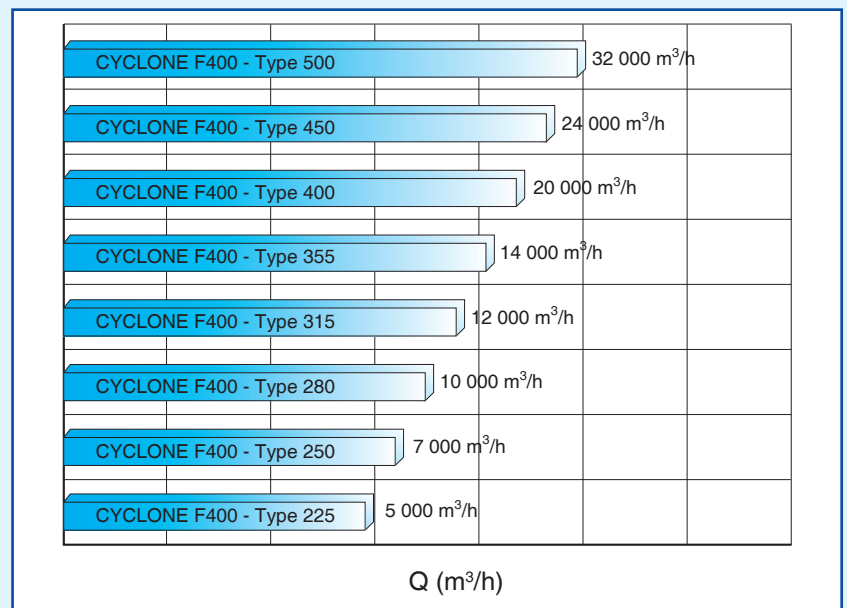 CYCLONE F400 - Type 500 32 000 m³/h
CYCLONE F400 - Type 450 24 000 m³/h
CYCLONE F400 - Type 400 20 000 m³/h
CYCLONE F400 - Type 355 14 000 m³/h
CYCLONE F400 - Type 315 12 000 m³/h
CYCLONE F400 - Type 280 10 000 m³/h
CYCLONE F400 - Type 250 7 000 m³/h
CYCLONE F400 - Type 225 5 000 m³/h
Q (m³/h)